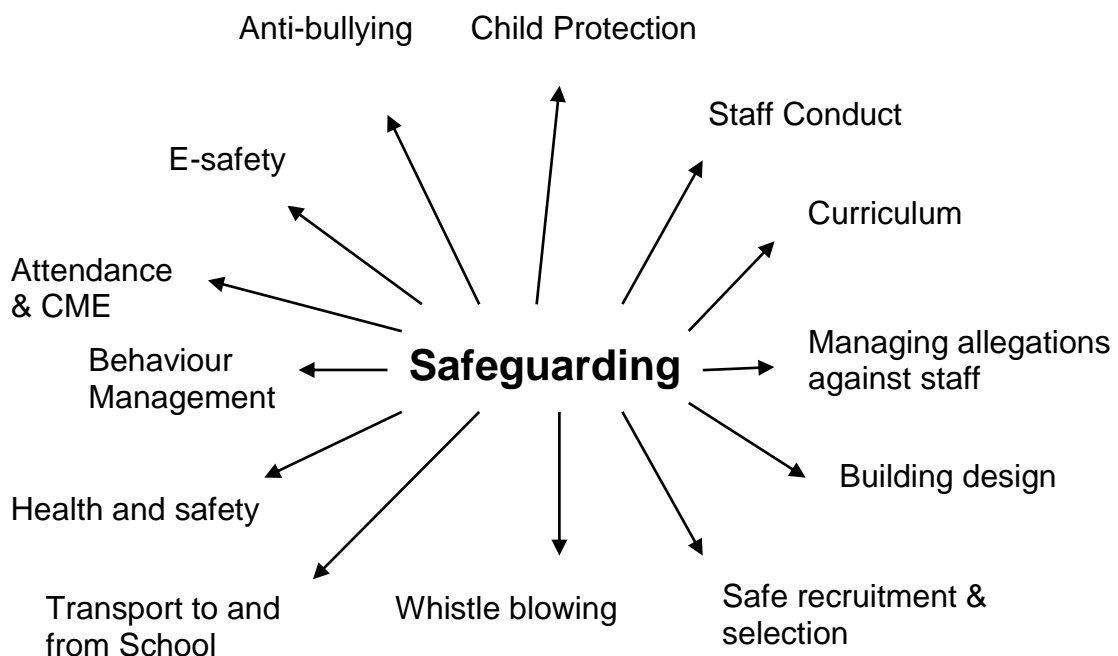 Anti-bullying
Child Protection
Staff Conduct
E-safety
Curriculum
Attendance
& CME
Managing allegations
against staff
Behaviour
Management
Safeguarding
Building design
Health and safety
Transport to and
from School
Whistle blowing
Safe recruitment &
selection